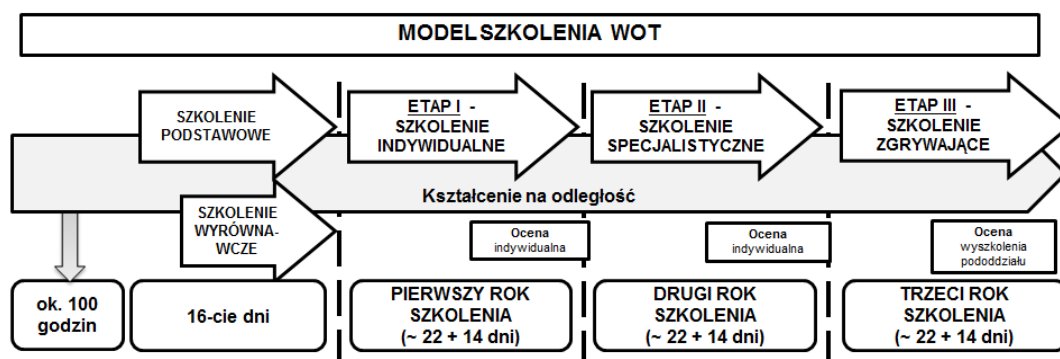 MODEL SZKOLENIA WOT
SZKOLENIE
PODSTAWOWE
ETAP I -
SZKOLENIE
INDYWIDUALNE
ETAP II -
SZKOLENIE
SPECJALISTYCZNE
ETAP III -
SZKOLENIE
ZGRYWAJĄCE
Kształcenie na odległość
SZKOLENIE
WYRÓWNA-
WCZE
Ocena
indywidualna
Ocena
indywidualna
Ocena
wyszkolenia
pododdziału
ok. 100
godzin
16-cie dni
PIERWSZY ROK
SZKOLENIA
(~ 22 + 14 dni)
DRUGI ROK
SZKOLENIA
(~ 22 + 14 dni)
TRZECI ROK
SZKOLENIA
(~ 22 + 14 dni)